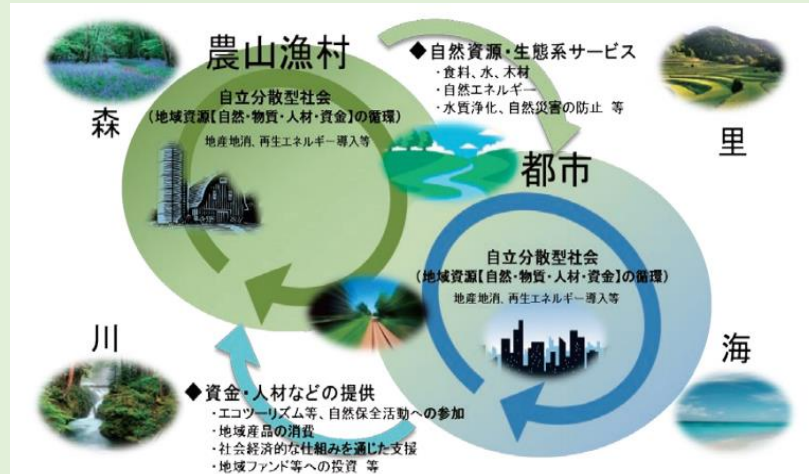 農山漁村
森
自立分散型社会
(地域資源【自然・物質・人材・資金】の循環)
地産地消、再生エネルギー導入等
◆自然資源・生態系サービス
・食料、水、木材
・自然エネルギー
・水質浄化、自然災害の防止 等
里
都市
自立分散型社会
(地域資源【自然・物質・人材・資金】の循環)
地産地消、再生エネルギー導入等
川
◆資金・人材などの提供
・エコツーリズム等、自然保全活動への参加
・地域産品の消費
・社会経済的な仕組みを通じた支援
・地域ファンド等への投資 等
海